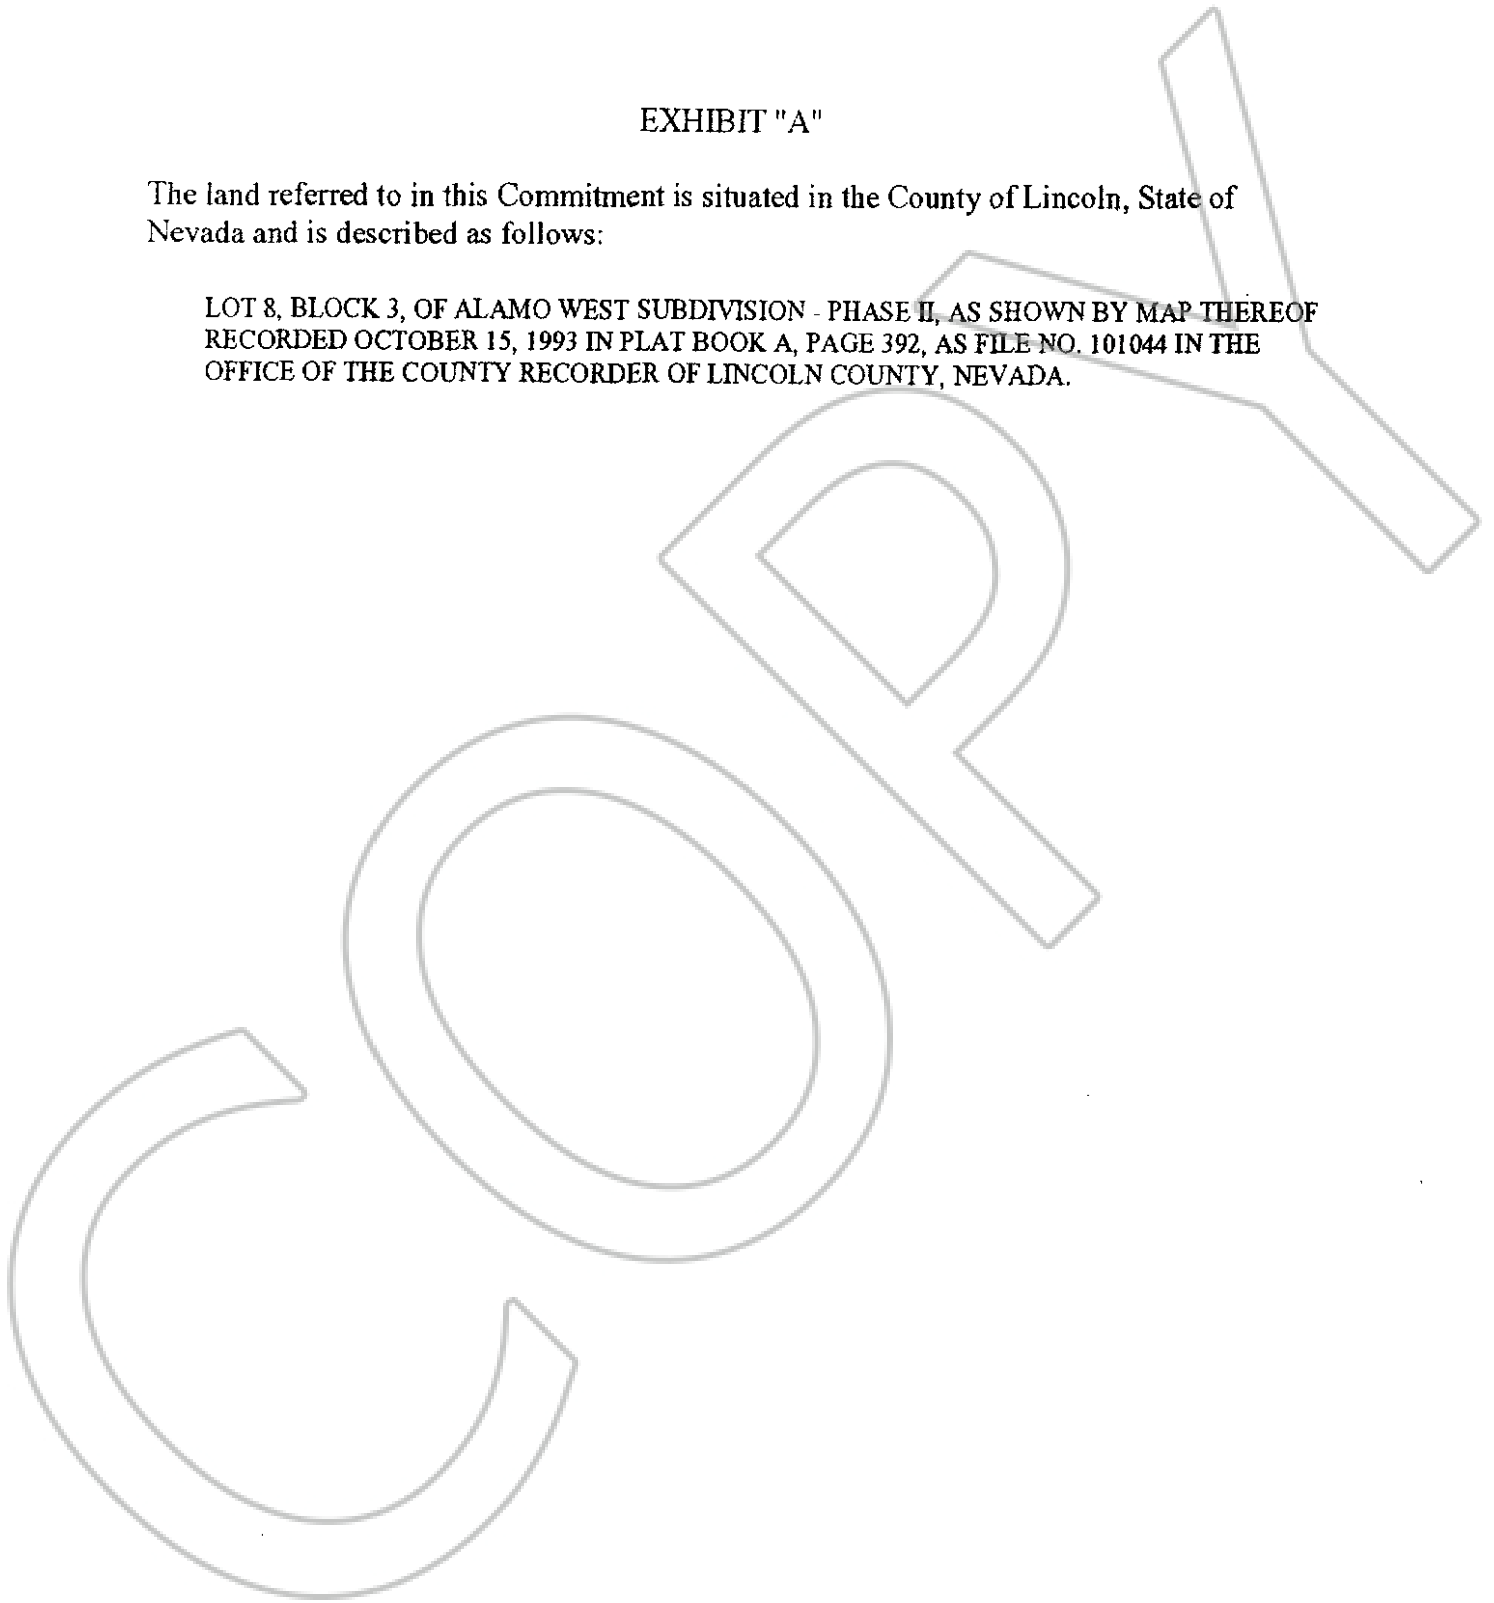 EXHIBIT "A"
The land referred to in this Commitment is situated in the County of Lincoln, State of
Nevada and is described as follows:
LOT 8, BLOCK 3, OF ALAMO WEST SUBDIVISION - PHASE II, AS SHOWN BY MAP THEREOF
RECORDED OCTOBER 15, 1993 IN PLAT BOOK A, PAGE 392, AS FILE NO. 101044 IN THE
OFFICE OF THE COUNTY RECORDER OF LINCOLN COUNTY, NEVADA.
COPY